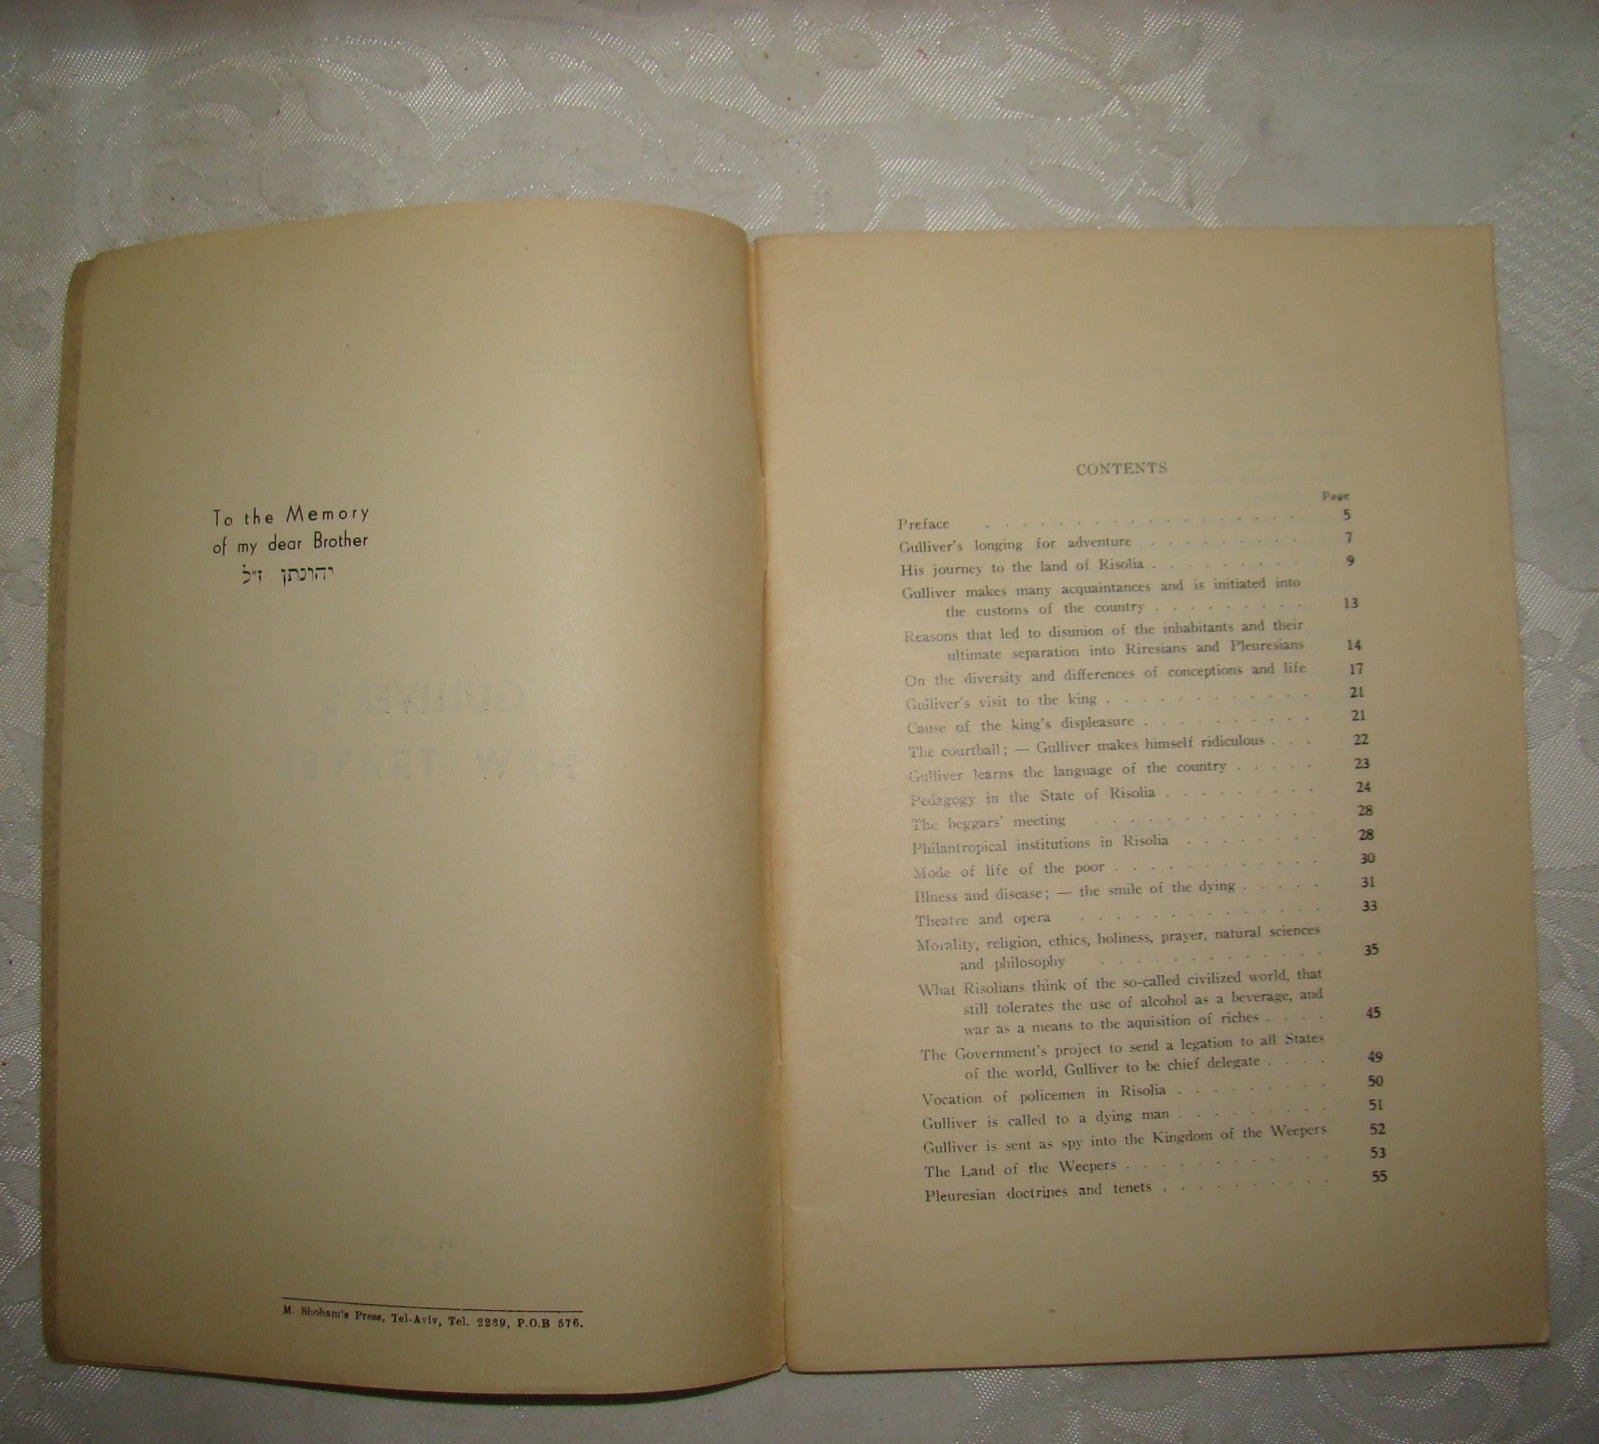 To the Memory
of my dear Brother
יהונתן ז"ל
M. Shoham's Press, Tel-Aviv, Tel. 2289, P.O.B 576.
CONTENTS
Page
Preface . . . . . . . . . . . . . . . . . . 5
Gulliver's longing for adventure . . . . . . . . . 7
His journey to the land of Risolia . . . . . . . . . 9
Gulliver makes many acquaintances and is initiated into
the customs of the country . . . . . . . . . 13
Reasons that led to disunion of the inhabitants and their
ultimate separation into Riresians and Pleuresians 14
On the diversity and differences of conceptions and life 17
Gulliver's visit to the king . . . . . . . . . . 21
Cause of the king's displeasure . . . . . . . . . . 21
The courtball; — Gulliver makes himself ridiculous . . . 22
Gulliver learns the language of the country . . . . . 23
Pedagogy in the State of Risolia . . . . . . . . . 24
The beggars' meeting . . . . . . . . . . . . . 28
Philantropical institutions in Risolia . . . . . . . . 28
Mode of life of the poor . . . . . . . . . . . 30
Illness and disease; — the smile of the dying . . . . . 31
Theatre and opera . . . . . . . . . . . . . . 33
Morality, religion, ethics, holiness, prayer, natural sciences
and philosophy . . . . . . . . . . . . 35
What Risolians think of the so-called civilized world, that
still tolerates the use of alcohol as a beverage, and
war as a means to the aquisition of riches . . . . 45
The Government's project to send a legation to all States
of the world, Gulliver to be chief delegate . . . . 49
Vocation of policemen in Risolia . . . . . . . . . 50
Gulliver is called to a dying man . . . . . . . . . 51
Gulliver is sent as spy into the Kingdom of the Weepers 52
The Land of the Weepers . . . . . . . . . . . . 53
Pleuresian doctrines and tenets . . . . . . . . . . 55